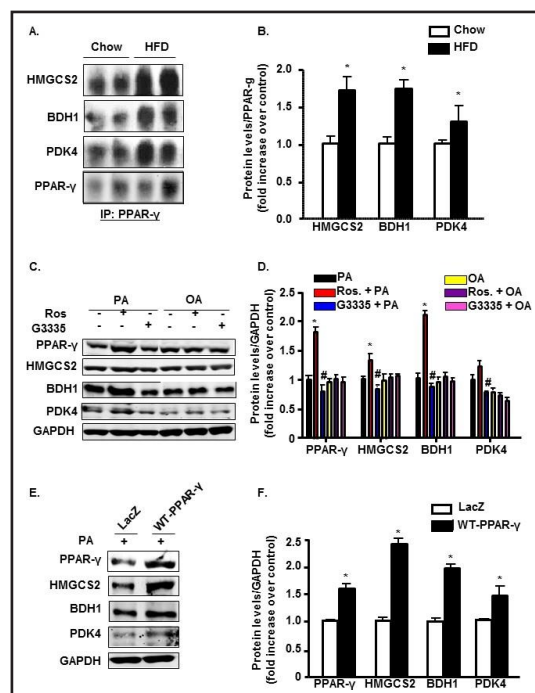 A.
Chow HFD
HMGCS2
BDH1
PDK4
PPAR-γ
IP: PPAR-γ
B.
Chow
HFD
Protein levels/PPAR-g
(fold increase over control)
2.0
1.5
1.0
0.5
0.0
* * *
HMGCS2 BDH1 PDK4
C.
PA OA
Ros - + - - + -
G3335 - - + - - +
PPAR-γ
HMGCS2
BDH1
PDK4
GAPDH
D.
PA OA
Ros. + PA Ros. + OA
G3335 + PA G3335 + OA
Protein levels/GAPDH
(fold increase over control)
2.5
2.0
1.5
1.0
0.5
0
* * *
# # # #
PPAR-γ HMGCS2 BDH1 PDK4
E.
LacZ WT-PPAR-γ
PA + +
PPAR-γ
HMGCS2
BDH1
PDK4
GAPDH
F.
LacZ
WT-PPAR-γ
Protein levels/GAPDH
(fold increase over control)
3.0
2.5
2.0
1.5
1.0
0.5
0.0
* * * *
PPAR-γ HMGCS2 BDH1 PDK4